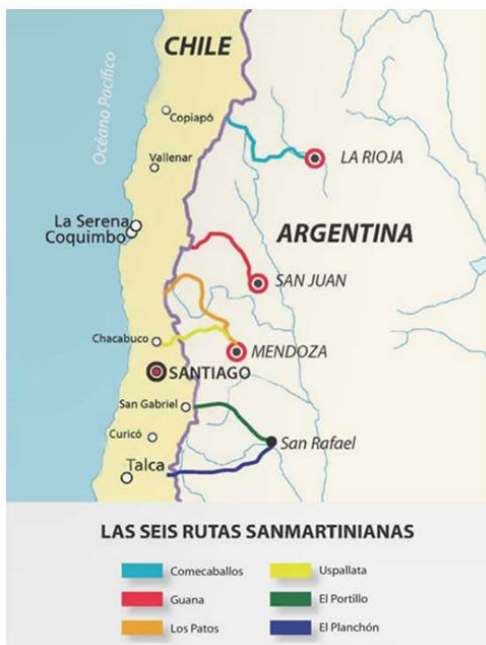 CHILE
Océano Pacífico
Copiapó
LA RIOJA
Vallenar
La Serena
Coquimbo
ARGENTINA
SAN JUAN
Chacabuco
MENDOZA
SANTIAGO
San Gabriel
Curicó
San Rafael
Talca
LAS SEIS RUTAS SANMARTINIANAS
Comecaballos
Uspallata
Guana
El Portillo
Los Patos
El Planchón